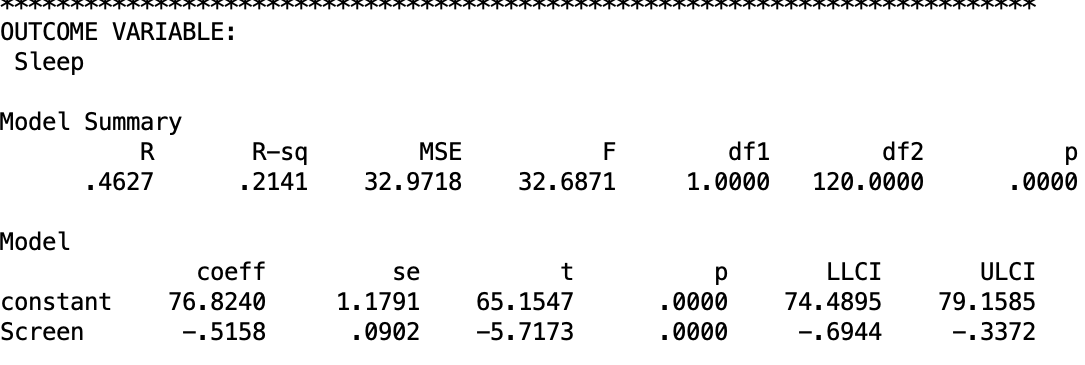 **************************************************************************
OUTCOME VARIABLE:
 Sleep
Model Summary
          R       R-sq        MSE          F        df1        df2          p
      .4627      .2141    32.9718    32.6871     1.0000   120.0000      .0000
Model
              coeff         se          t          p       LLCI       ULCI
constant    76.8240     1.1791    65.1547      .0000    74.4895    79.1585
Screen       -.5158      .0902    -5.7173      .0000     -.6944     -.3372